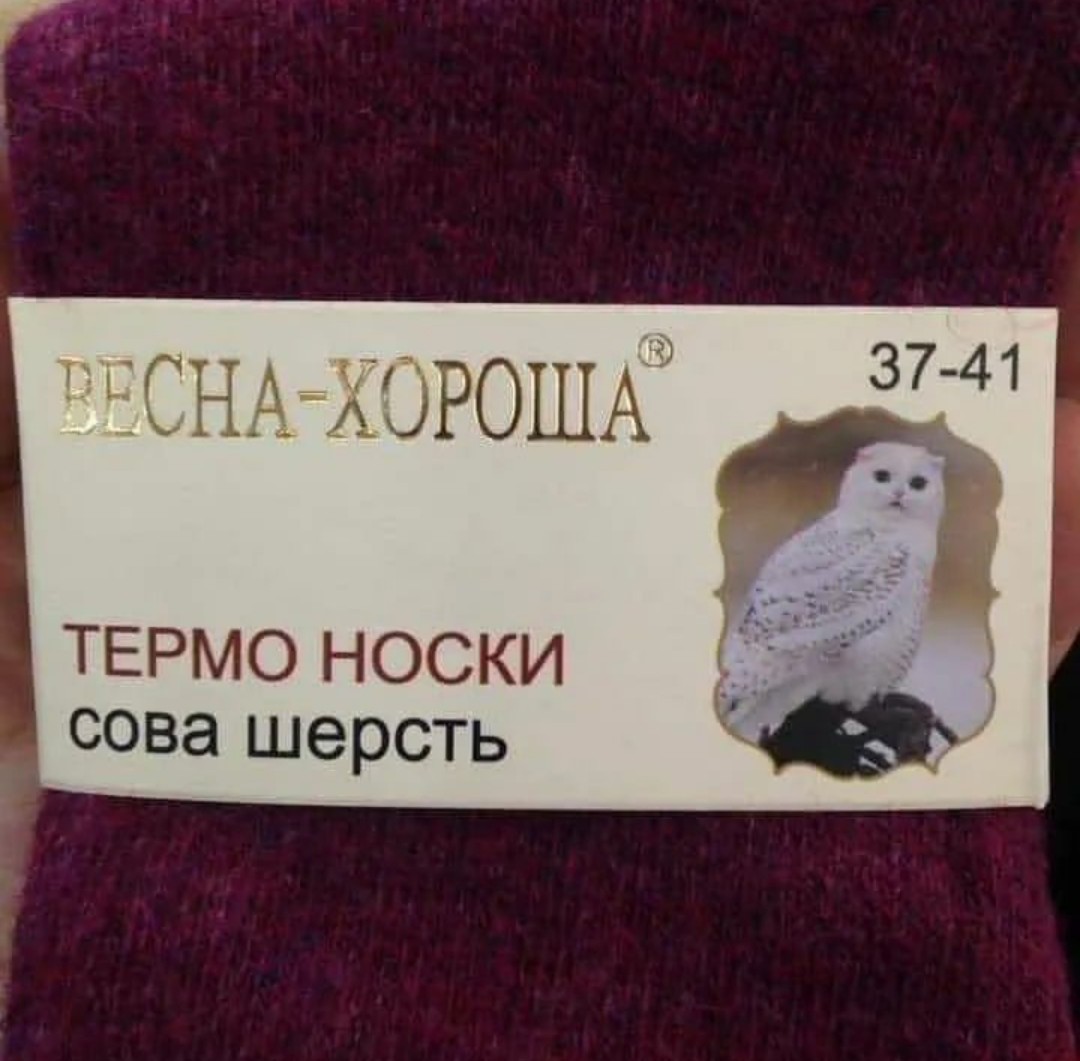 ВЕСНА-ХОРОША®
37-41
ТЕРМО НОСКИ
сова шерсть